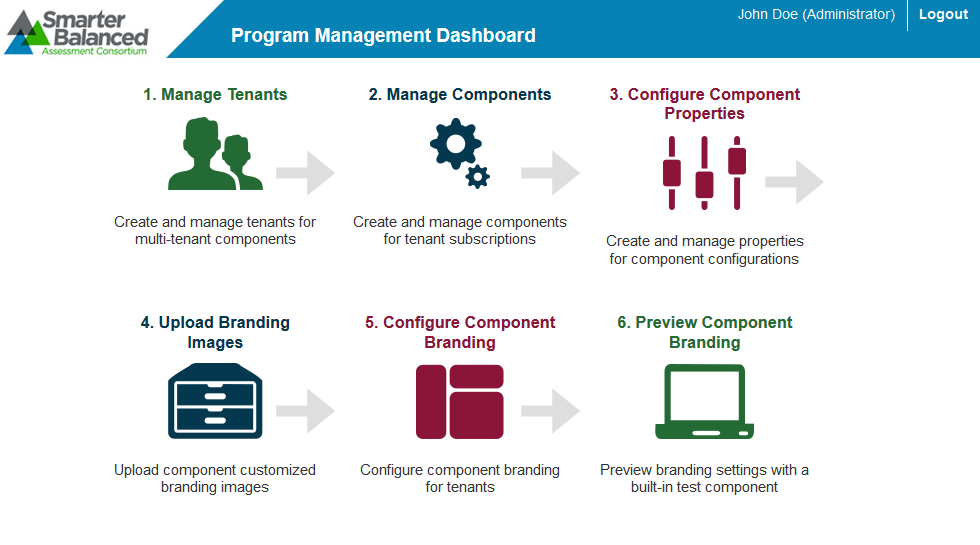 Smarter
Balanced
Assessment Consortium
Program Management Dashboard
John Doe (Administrator)
Logout
1. Manage Tenants
Create and manage tenants for
multi-tenant components
2. Manage Components
Create and manage components
for tenant subscriptions
3. Configure Component
Properties
Create and manage properties
for component configurations
4. Upload Branding
Images
Upload component customized
branding images
5. Configure Component
Branding
Configure component branding
for tenants
6. Preview Component
Branding
Preview branding settings with a
built-in test component